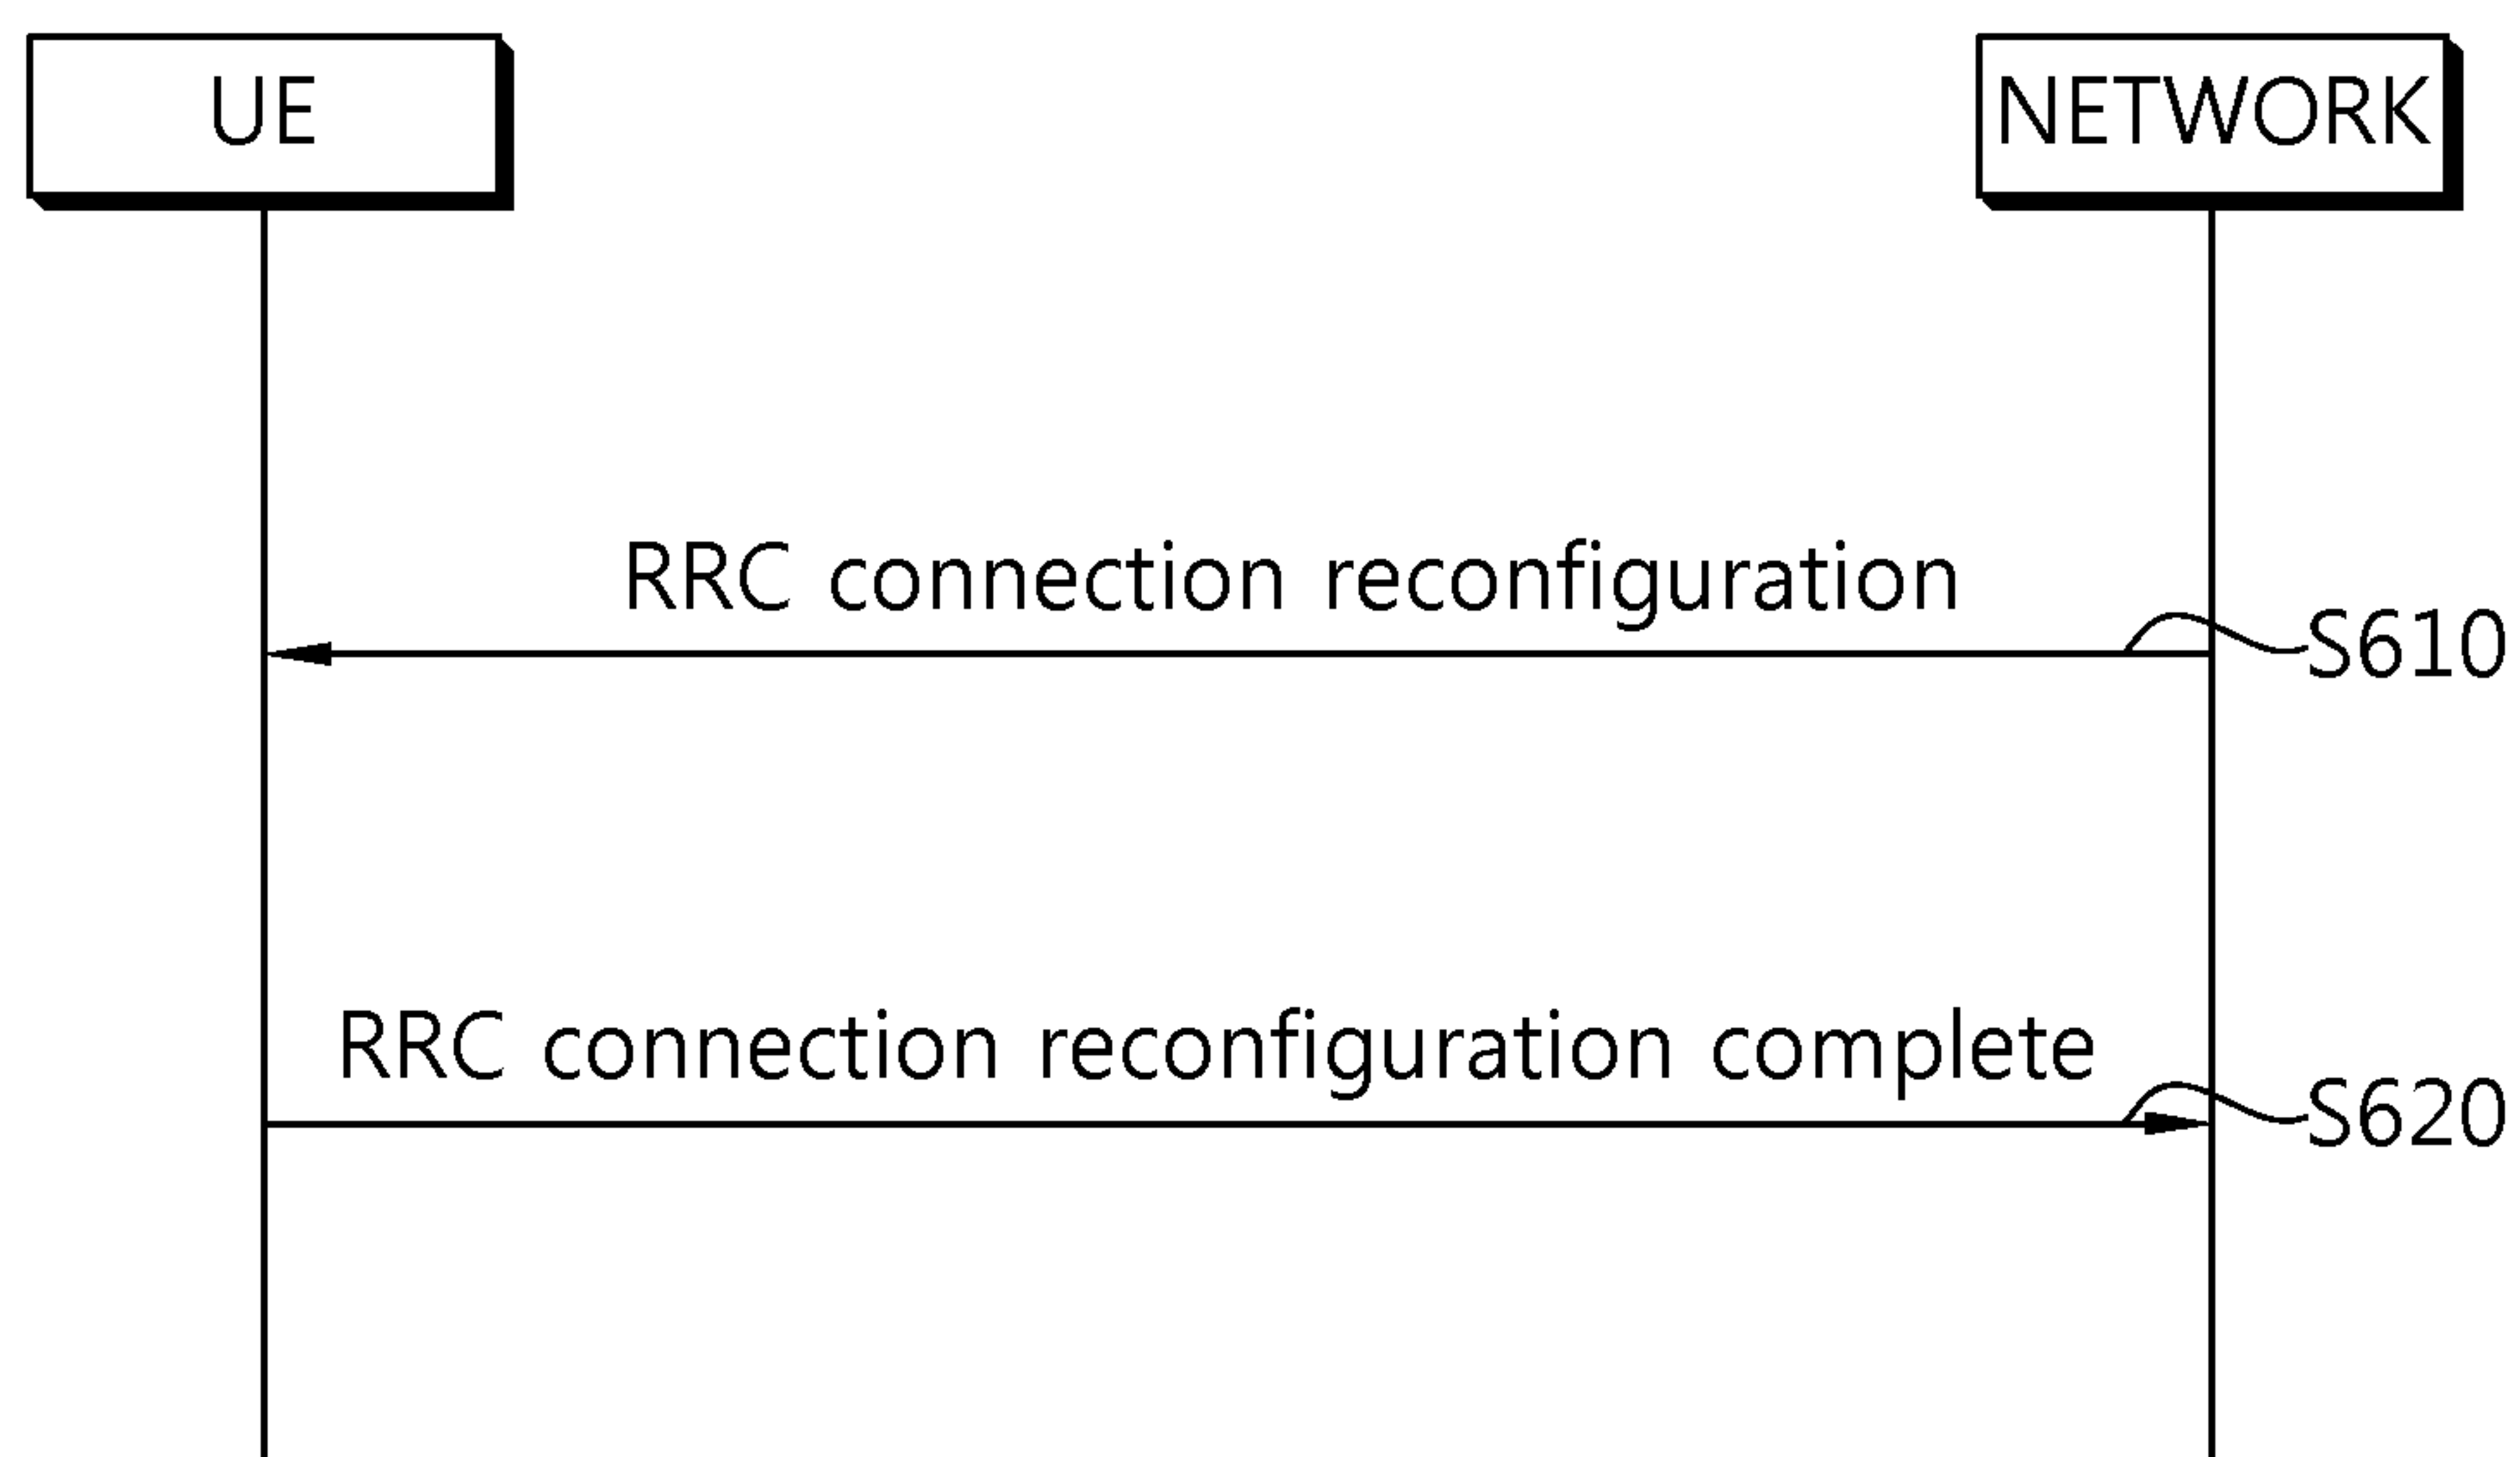 UE
NETWORK
RRC connection reconfiguration
S610
RRC connection reconfiguration complete
S620